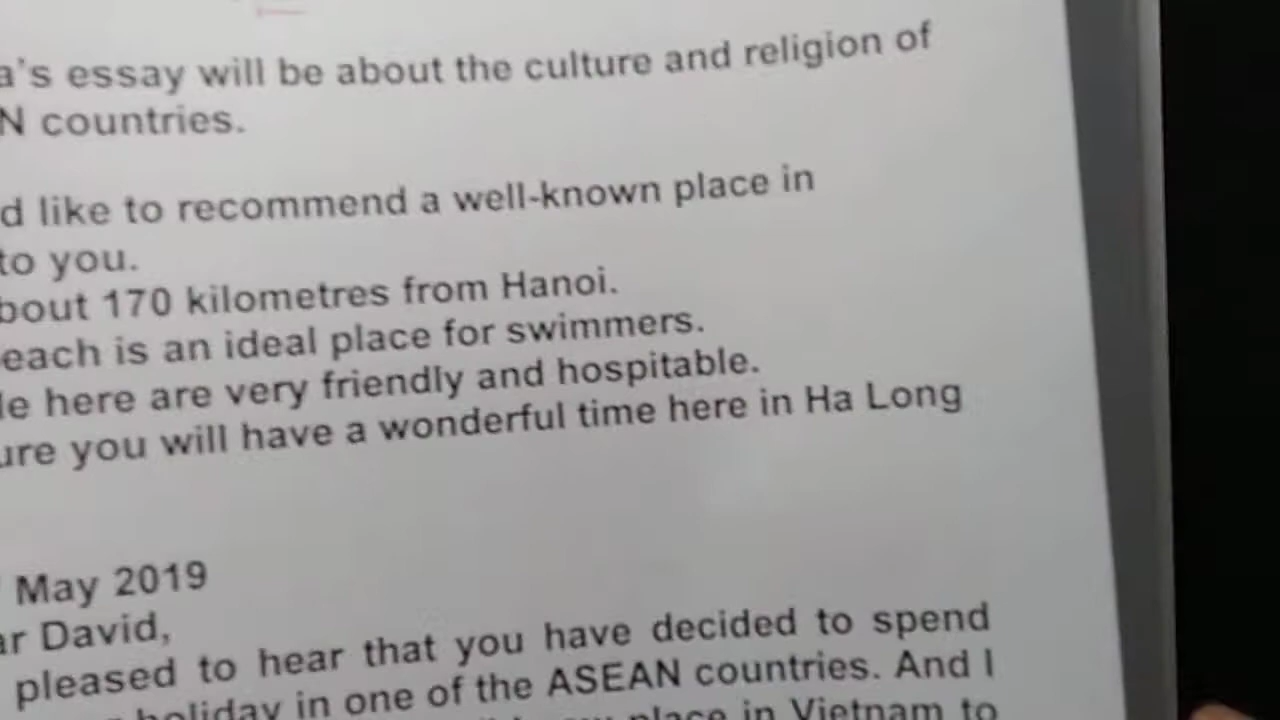 a's essay will be about the culture and religion of
N countries.
d like to recommend a well-known place in
to you.
bout 170 kilometres from Hanoi.
each is an ideal place for swimmers.
le here are very friendly and hospitable.
ure you will have a wonderful time here in Ha Long
May 2019
ar David,
pleased to hear that you have decided to spend
holiday in one of the ASEAN countries. And I
place in Vietnam to